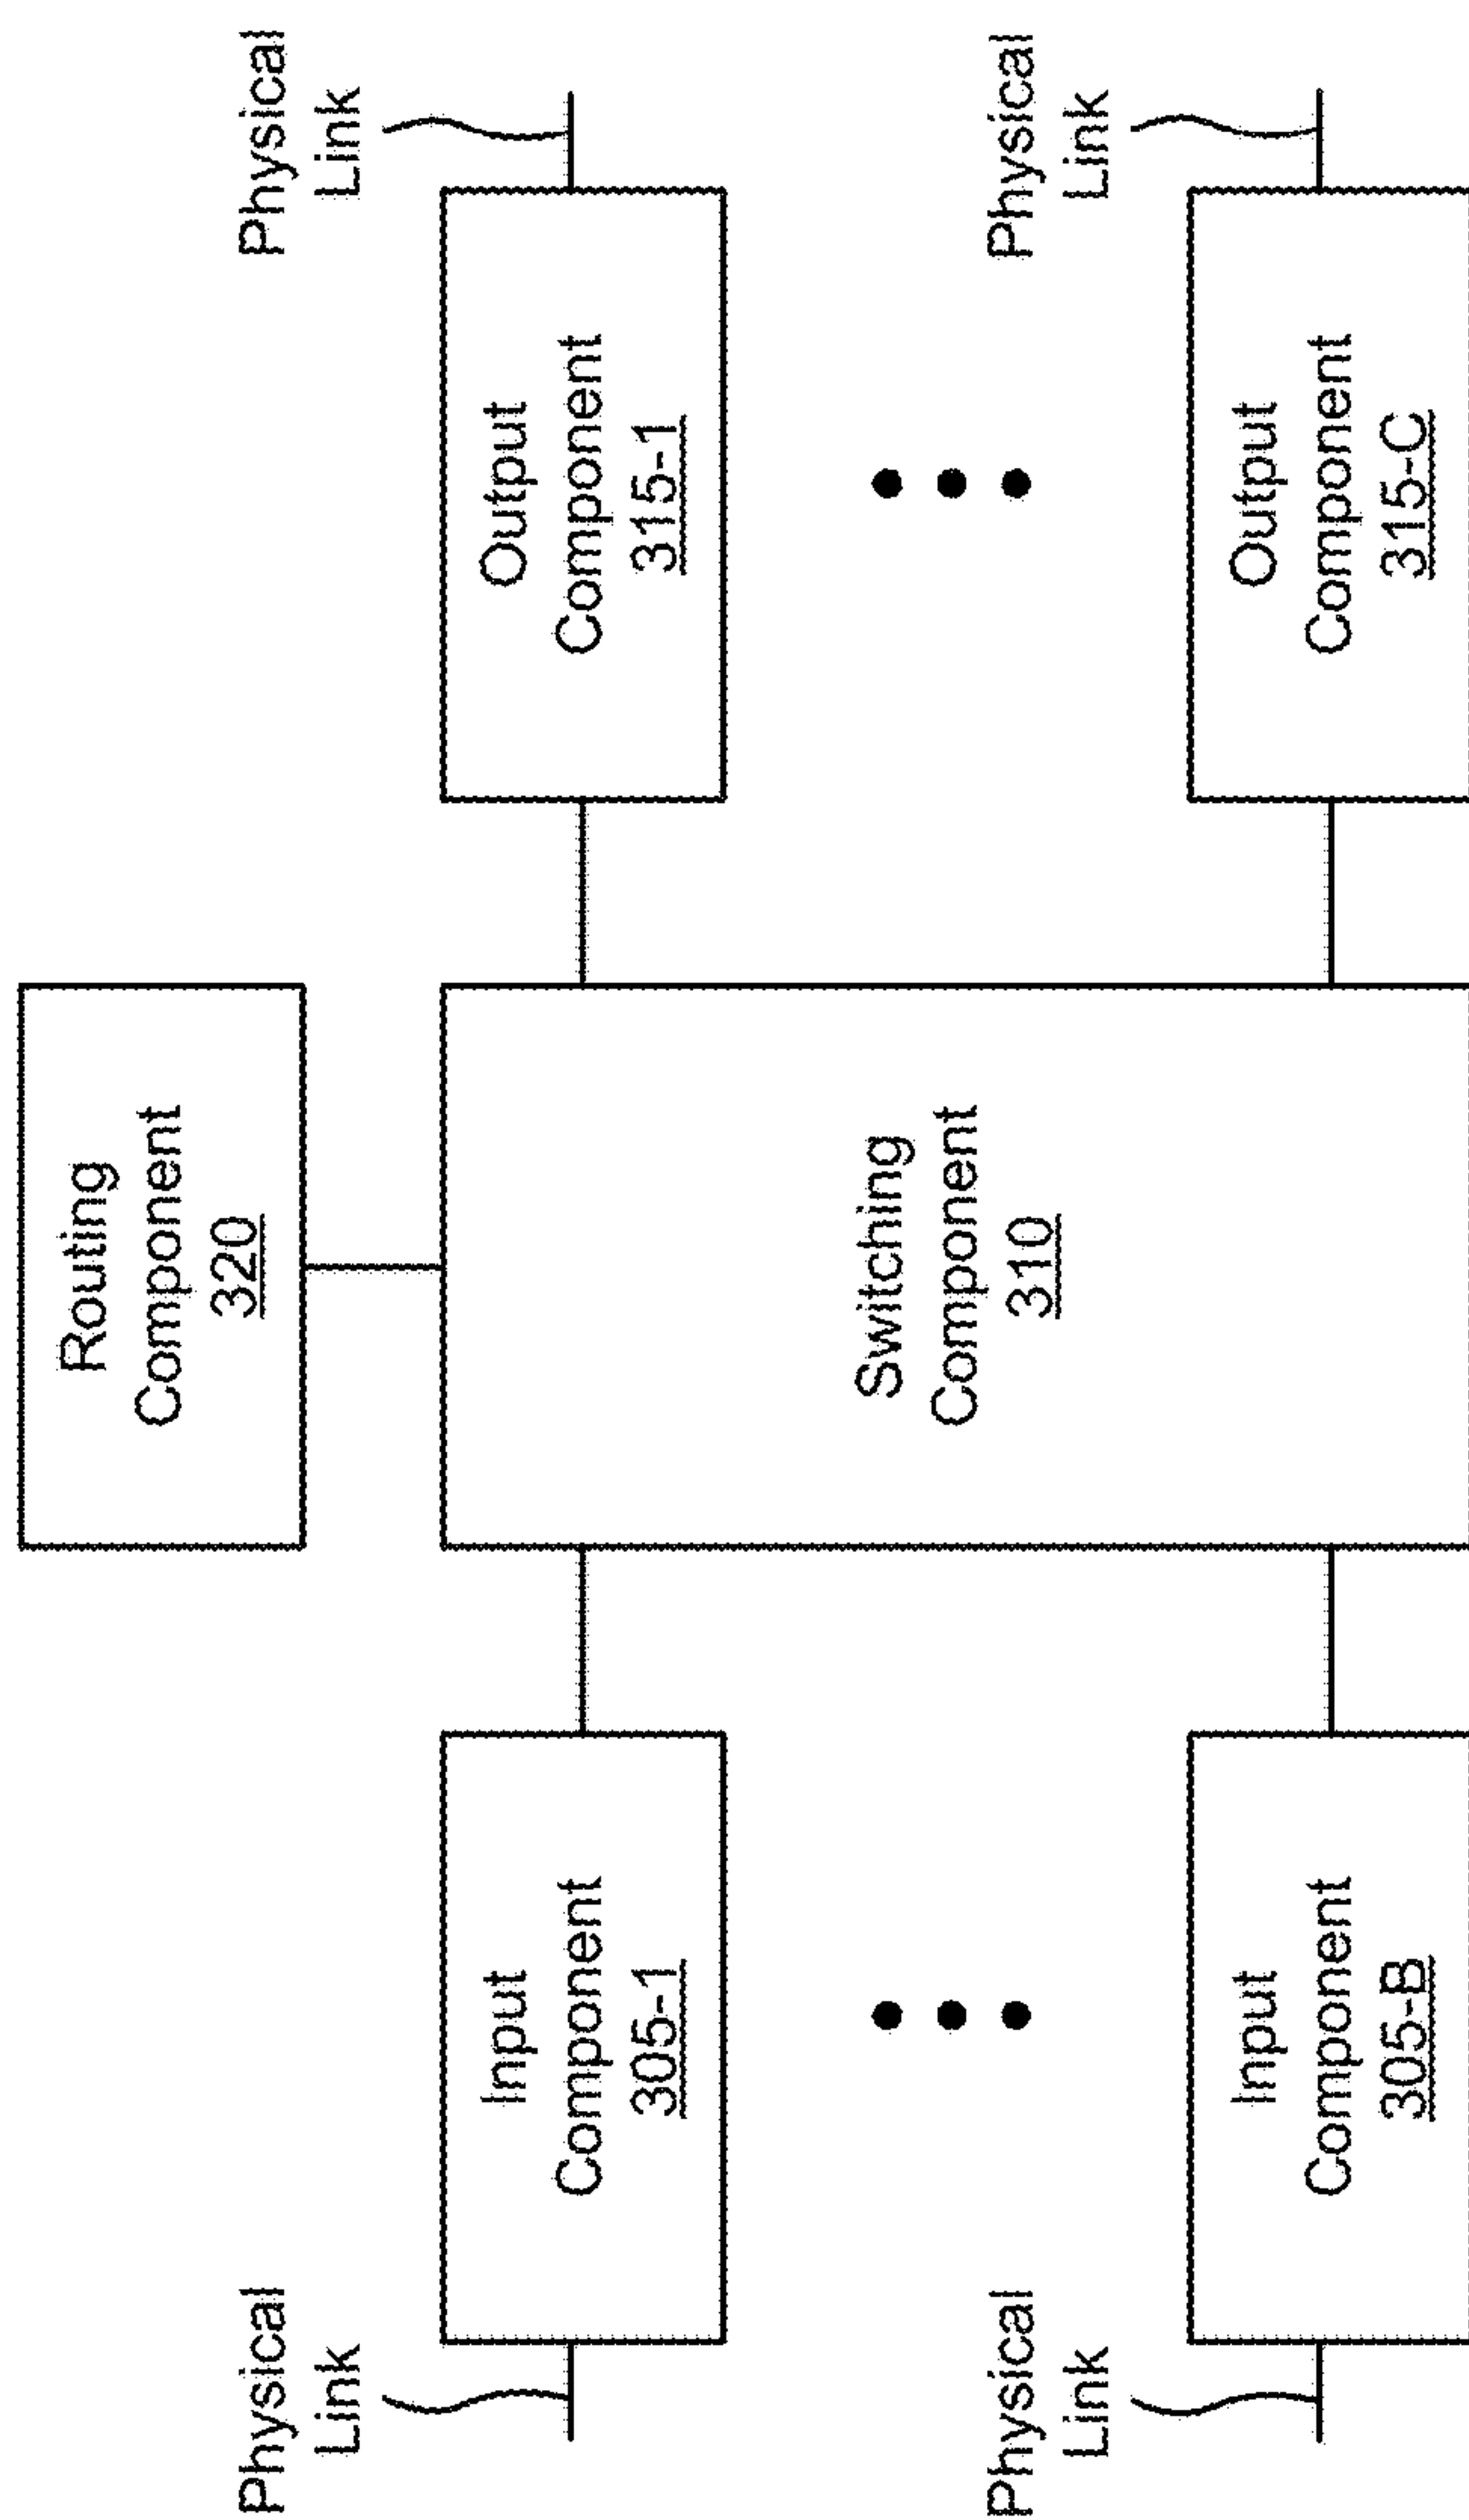 Routing
Component
320
Physical
Link
Physical
Link
Input
Component
305-1
Output
Component
315-1
Switching
Component
310
Physical
Link
Physical
Link
Input
Component
305-B
Output
Component
315-C